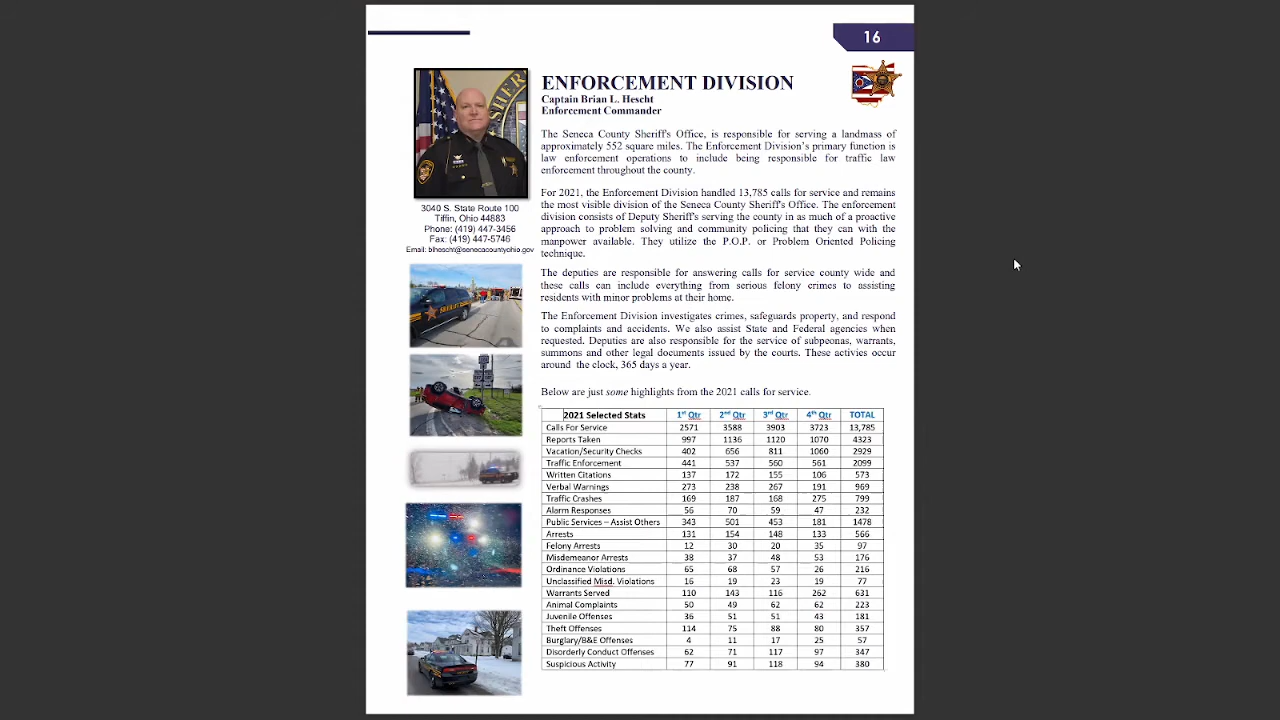 16
ENFORCEMENT DIVISION
Captain Brian L. Hescht
Enforcement Commander
The Seneca County Sheriff's Office, is responsible for serving a landmass of
approximately 552 square miles. The Enforcement Division's primary function is
law enforcement operations to include being responsible for traffic law
enforcement throughout the county.
For 2021, the Enforcement Division handled 13,785 calls for service and remains
the most visible division of the Seneca County Sheriff's Office. The enforcement
division consists of Deputy Sheriff's serving the county in as much of a proactive
approach to problem solving and community policing that they can with the
manpower available. They utilize the P.O.P. or Problem Oriented Policing
technique.
The deputies are responsible for answering calls for service county wide and
these calls can include everything from serious felony crimes to assisting
residents with minor problems at their home.
The Enforcement Division investigates crimes, safeguards property, and respond
to complaints and accidents. We also assist State and Federal agencies when
requested. Deputies are also responsible for the service of subpeonas, warrants,
summons and other legal documents issued by the courts. These activies occur
around the clock, 365 days a year.
Below are just some highlights from the 2021 calls for service.
SHER
3040 S. State Route 100
Tiffin, Ohio 44883
Phone: (419) 447-3456
Fax: (419) 447-5746
Email: blhescht@senecacountyohio.gov
2021 Selected Stats 1st Qtr 2nd Qtr 3rd Qtr 4th Qtr TOTAL
Calls For Service 2571 3588 3903 3723 13,785
Reports Taken 997 1136 1120 1070 4323
Vacation/Security Checks 402 656 811 1060 2929
Traffic Enforcement 441 537 560 561 2099
Written Citations 137 172 155 106 573
Verbal Warnings 273 238 267 191 969
Traffic Crashes 169 187 168 275 799
Alarm Responses 56 70 59 47 232
Public Services – Assist Others 343 501 453 181 1478
Arrests 131 154 148 133 566
Felony Arrests 12 30 20 35 97
Misdemeanor Arrests 38 37 48 53 176
Ordinance Violations 65 68 57 26 216
Unclassified Misd. Violations 16 19 23 19 77
Warrants Served 110 143 116 262 631
Animal Complaints 50 49 62 62 223
Juvenile Offenses 36 51 51 43 181
Theft Offenses 114 75 88 80 357
Burglary/B&E Offenses 4 11 17 25 57
Disorderly Conduct Offenses 62 71 117 97 347
Suspicious Activity 77 91 118 94 380